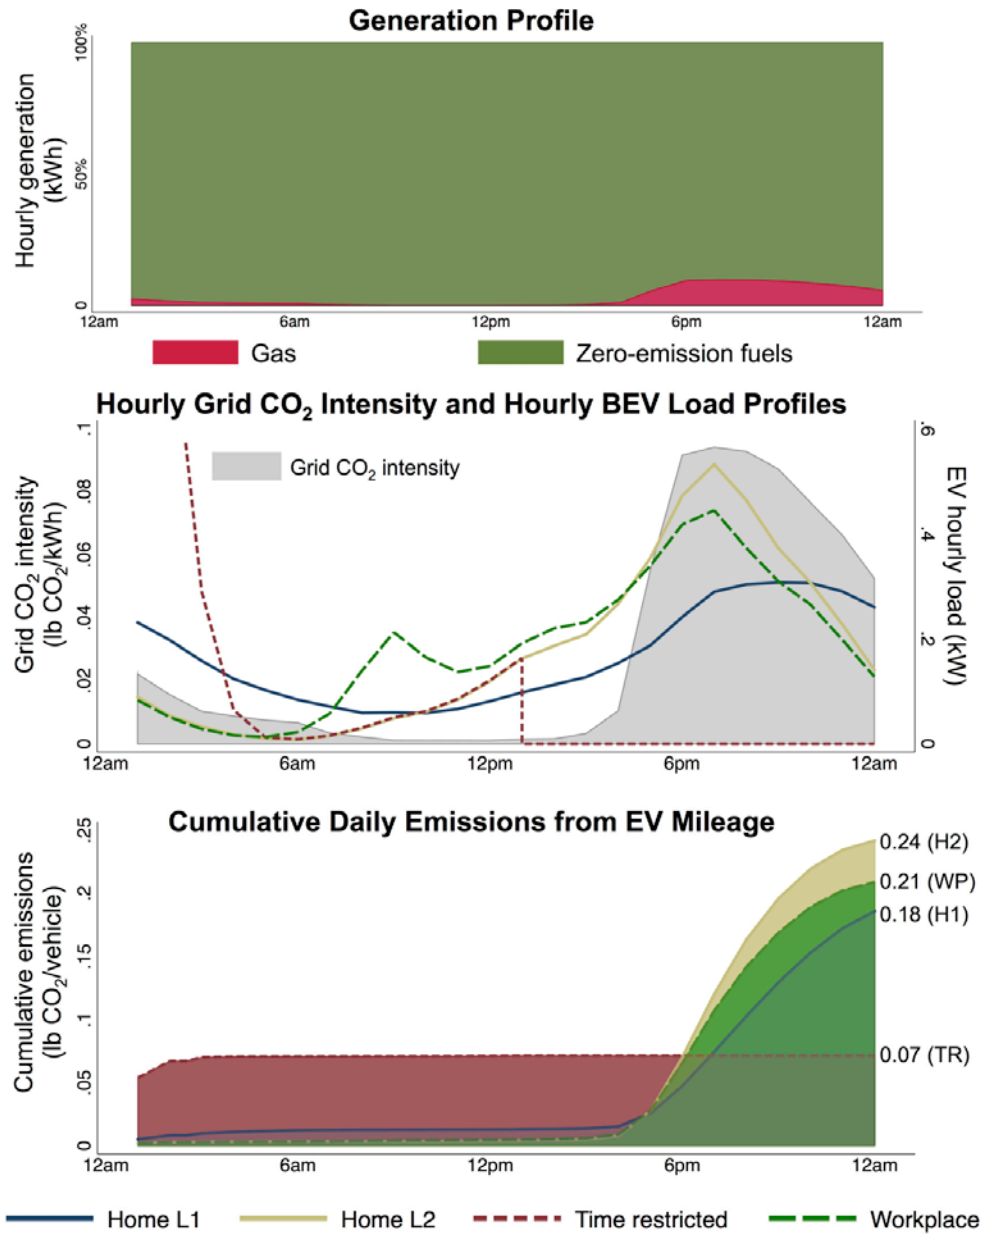 Generation Profile
Hourly generation
(kWh)
100%
50%
0
12am 6am 12pm 6pm 12am
Gas Zero-emission fuels
Hourly Grid CO₂ Intensity and Hourly BEV Load Profiles
Grid CO₂ intensity
Grid CO₂ intensity
(lb CO₂/kWh)
.1
.08
.06
.04
.02
0
EV hourly load (kW)
.6
.4
.2
0
12am 6am 12pm 6pm 12am
Cumulative Daily Emissions from EV Mileage
Cumulative emissions
(lb CO₂/vehicle)
.25
.2
.15
.1
.05
0
0.24 (H2)
0.21 (WP)
0.18 (H1)
0.07 (TR)
12am 6am 12pm 6pm 12am
Home L1 Home L2 Time restricted Workplace